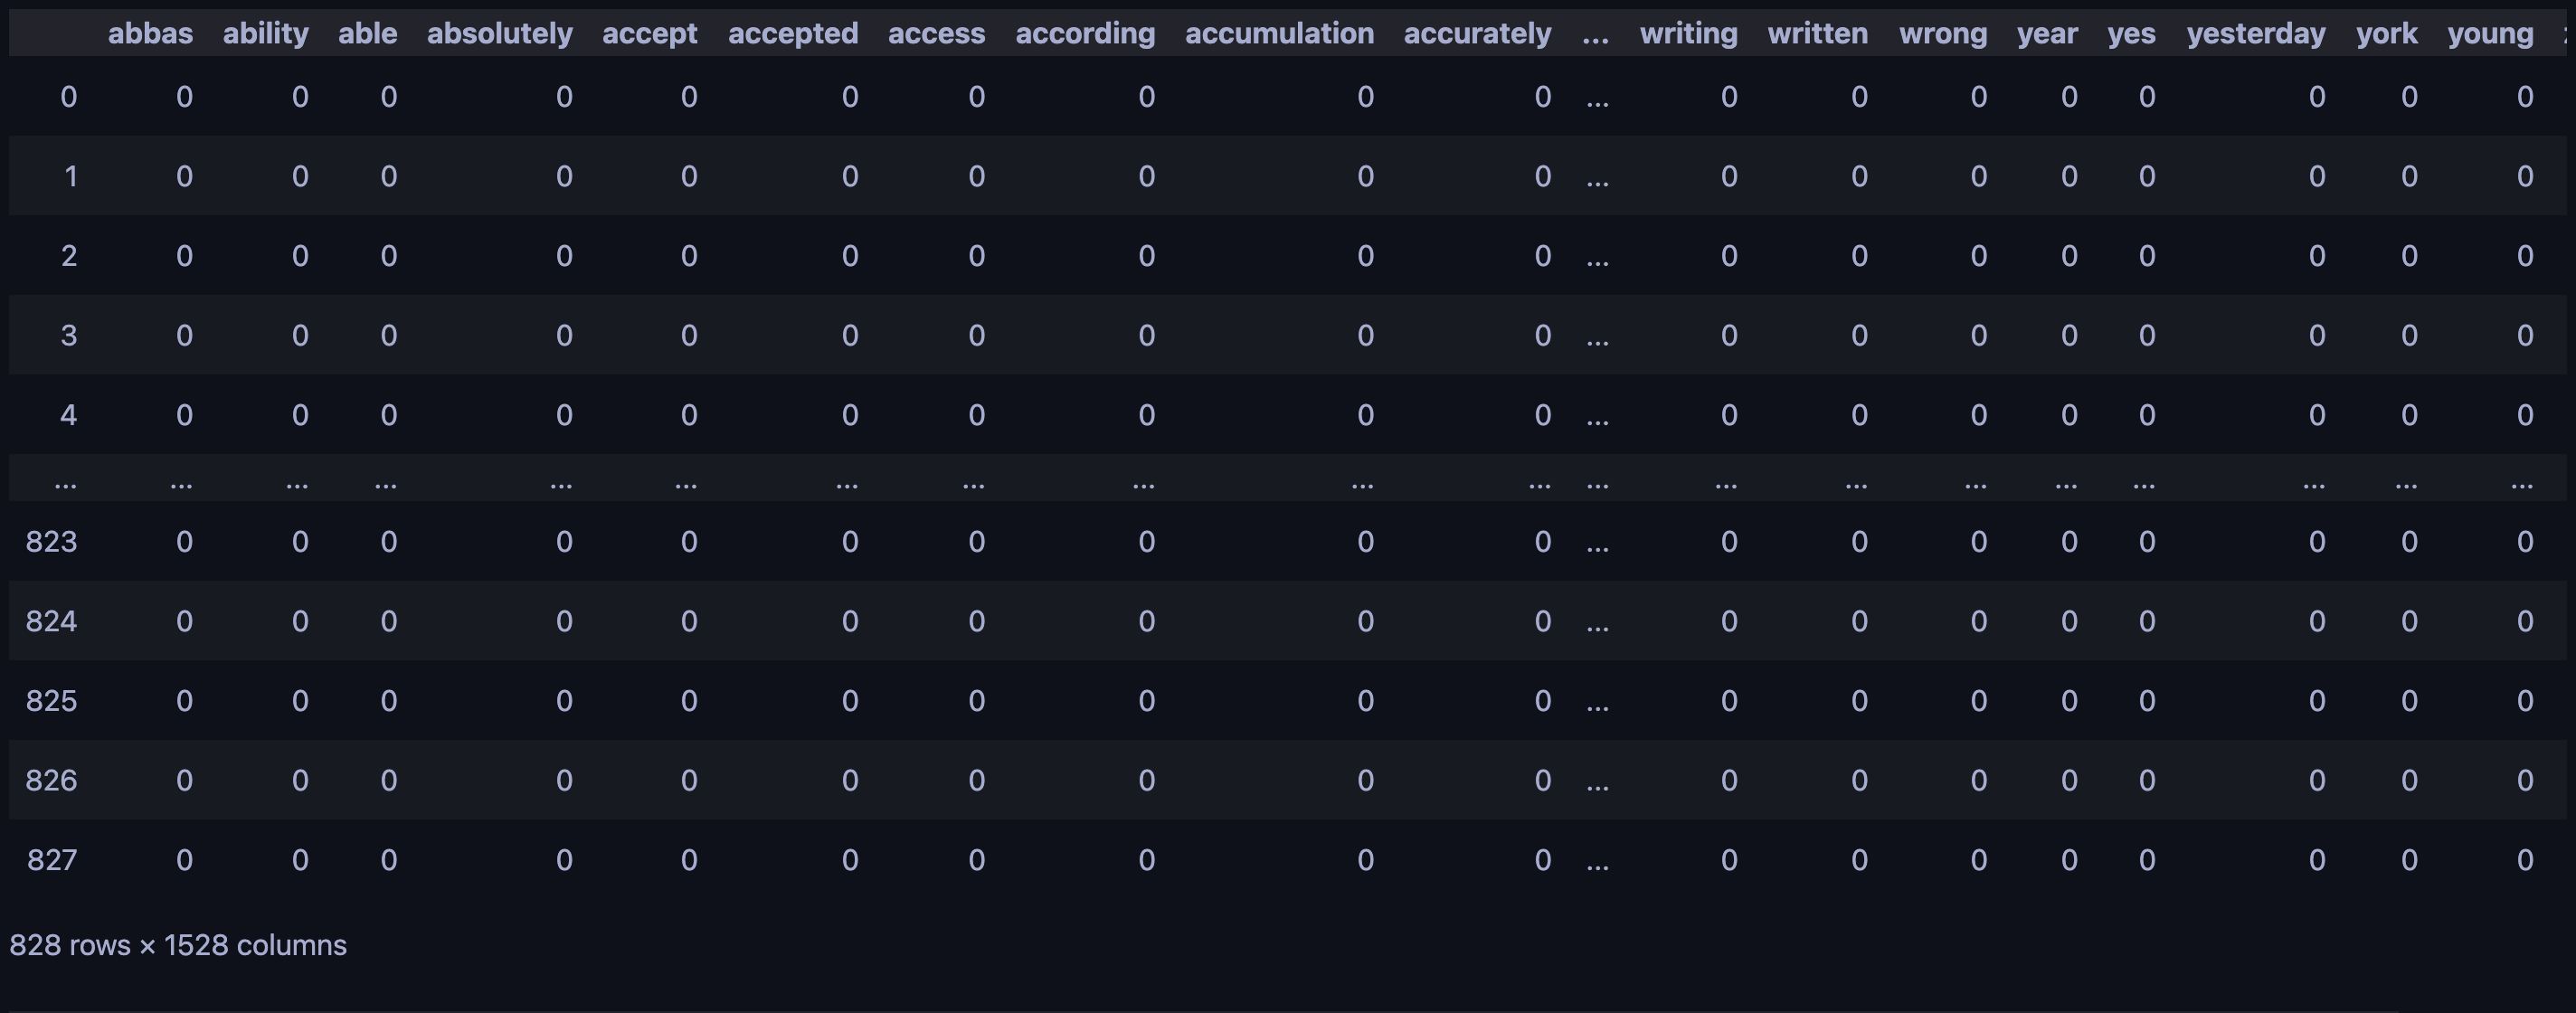 abbas ability able absolutely accept accepted access according accumulation accurately ... writing written wrong year yes yesterday york young
0 0 0 0 0 0 0 0 0 0 0 ... 0 0 0 0 0 0 0 0
1 0 0 0 0 0 0 0 0 0 0 ... 0 0 0 0 0 0 0 0
2 0 0 0 0 0 0 0 0 0 0 ... 0 0 0 0 0 0 0 0
3 0 0 0 0 0 0 0 0 0 0 ... 0 0 0 0 0 0 0 0
4 0 0 0 0 0 0 0 0 0 0 ... 0 0 0 0 0 0 0 0
... ... ... ... ... ... ... ... ... ... ... ... ... ... ... ... ... ... ... ...
823 0 0 0 0 0 0 0 0 0 0 ... 0 0 0 0 0 0 0 0
824 0 0 0 0 0 0 0 0 0 0 ... 0 0 0 0 0 0 0 0
825 0 0 0 0 0 0 0 0 0 0 ... 0 0 0 0 0 0 0 0
826 0 0 0 0 0 0 0 0 0 0 ... 0 0 0 0 0 0 0 0
827 0 0 0 0 0 0 0 0 0 0 ... 0 0 0 0 0 0 0 0
828 rows × 1528 columns